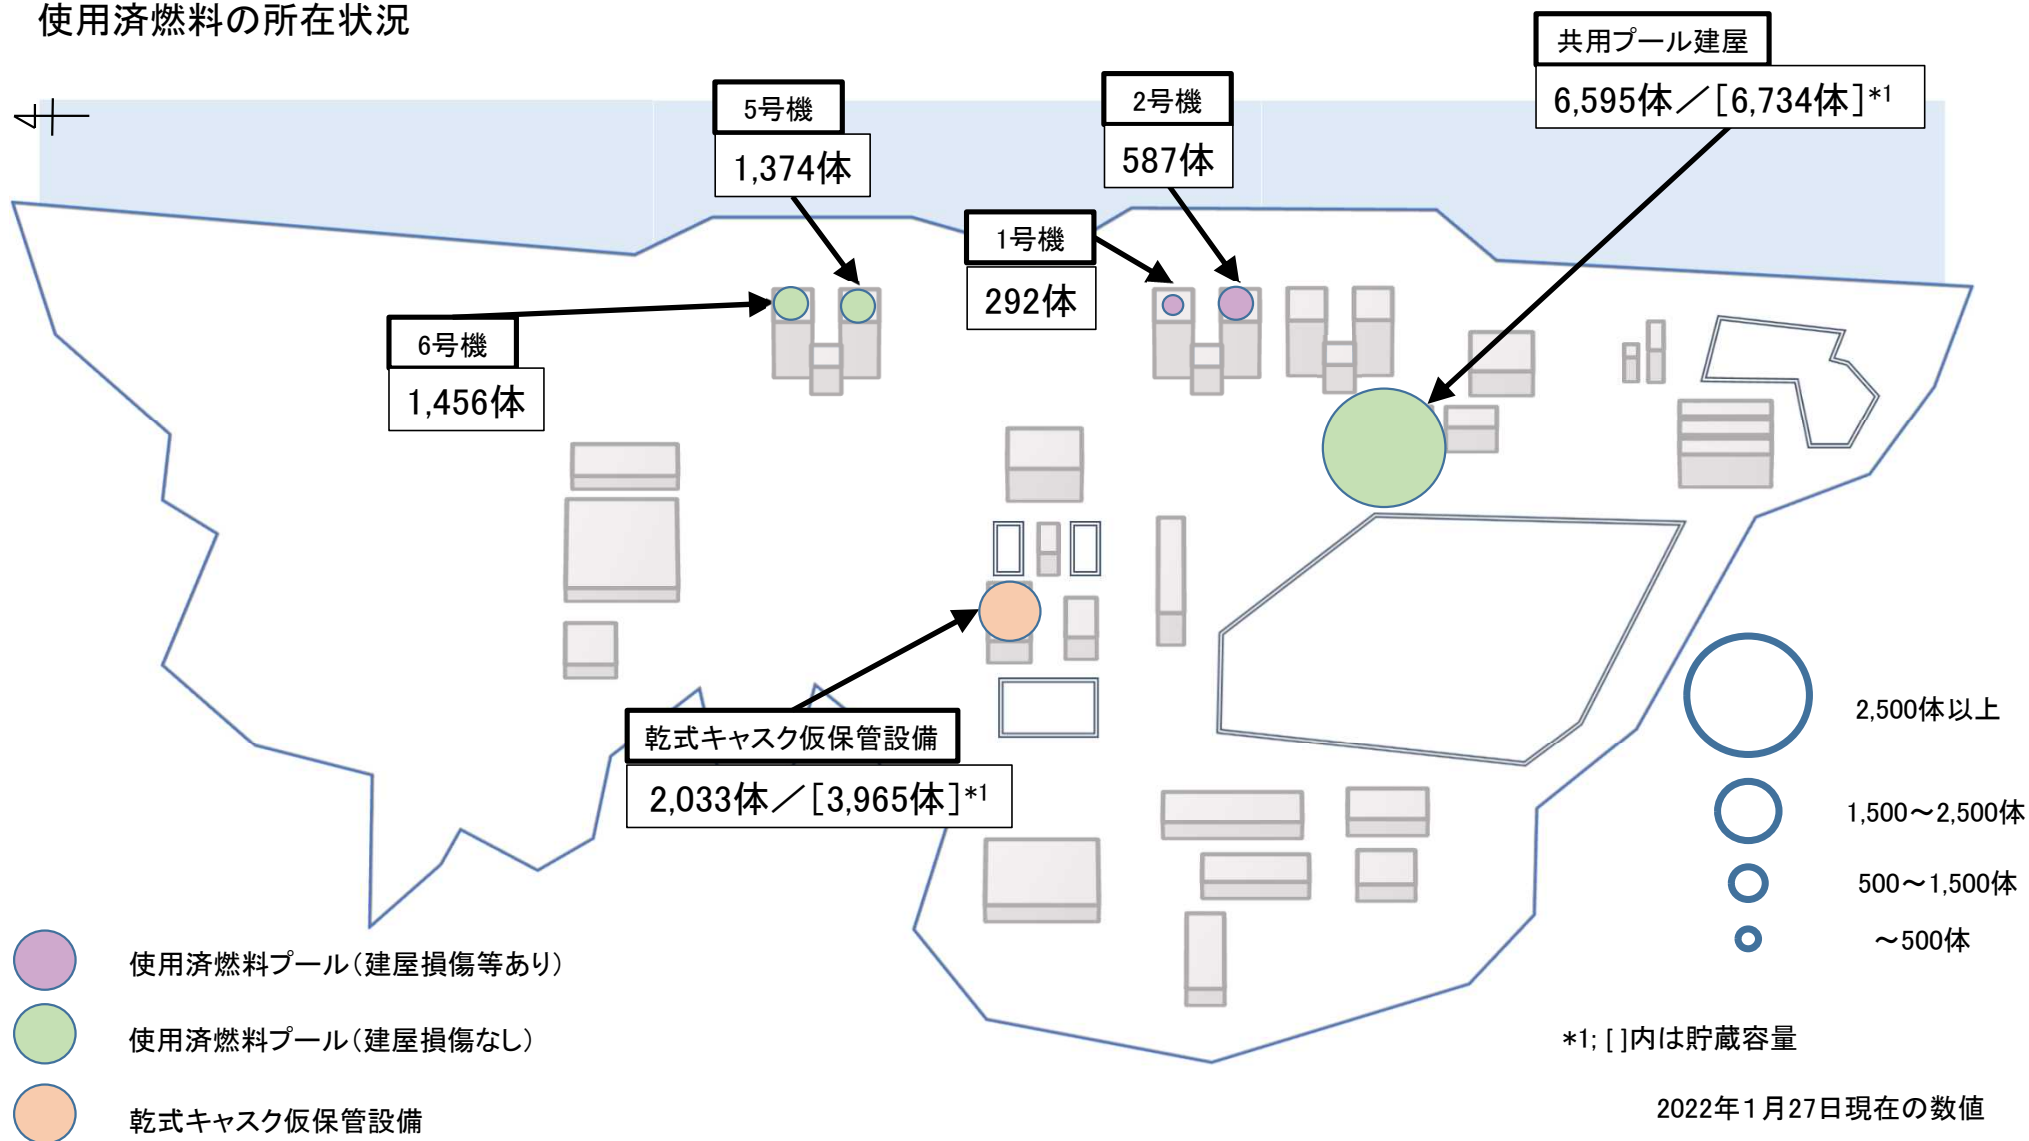 使用済燃料の所在状況
共用プール建屋
6,595体／[6,734体]*1
5号機
1,374体
2号機
587体
1号機
292体
6号機
1,456体
乾式キャスク仮保管設備
2,033体／[3,965体]*1
2,500体以上
1,500～2,500体
500～1,500体
～500体
使用済燃料プール（建屋損傷等あり）
使用済燃料プール（建屋損傷なし）
乾式キャスク仮保管設備
*1; [ ]内は貯蔵容量
2022年１月27日現在の数値